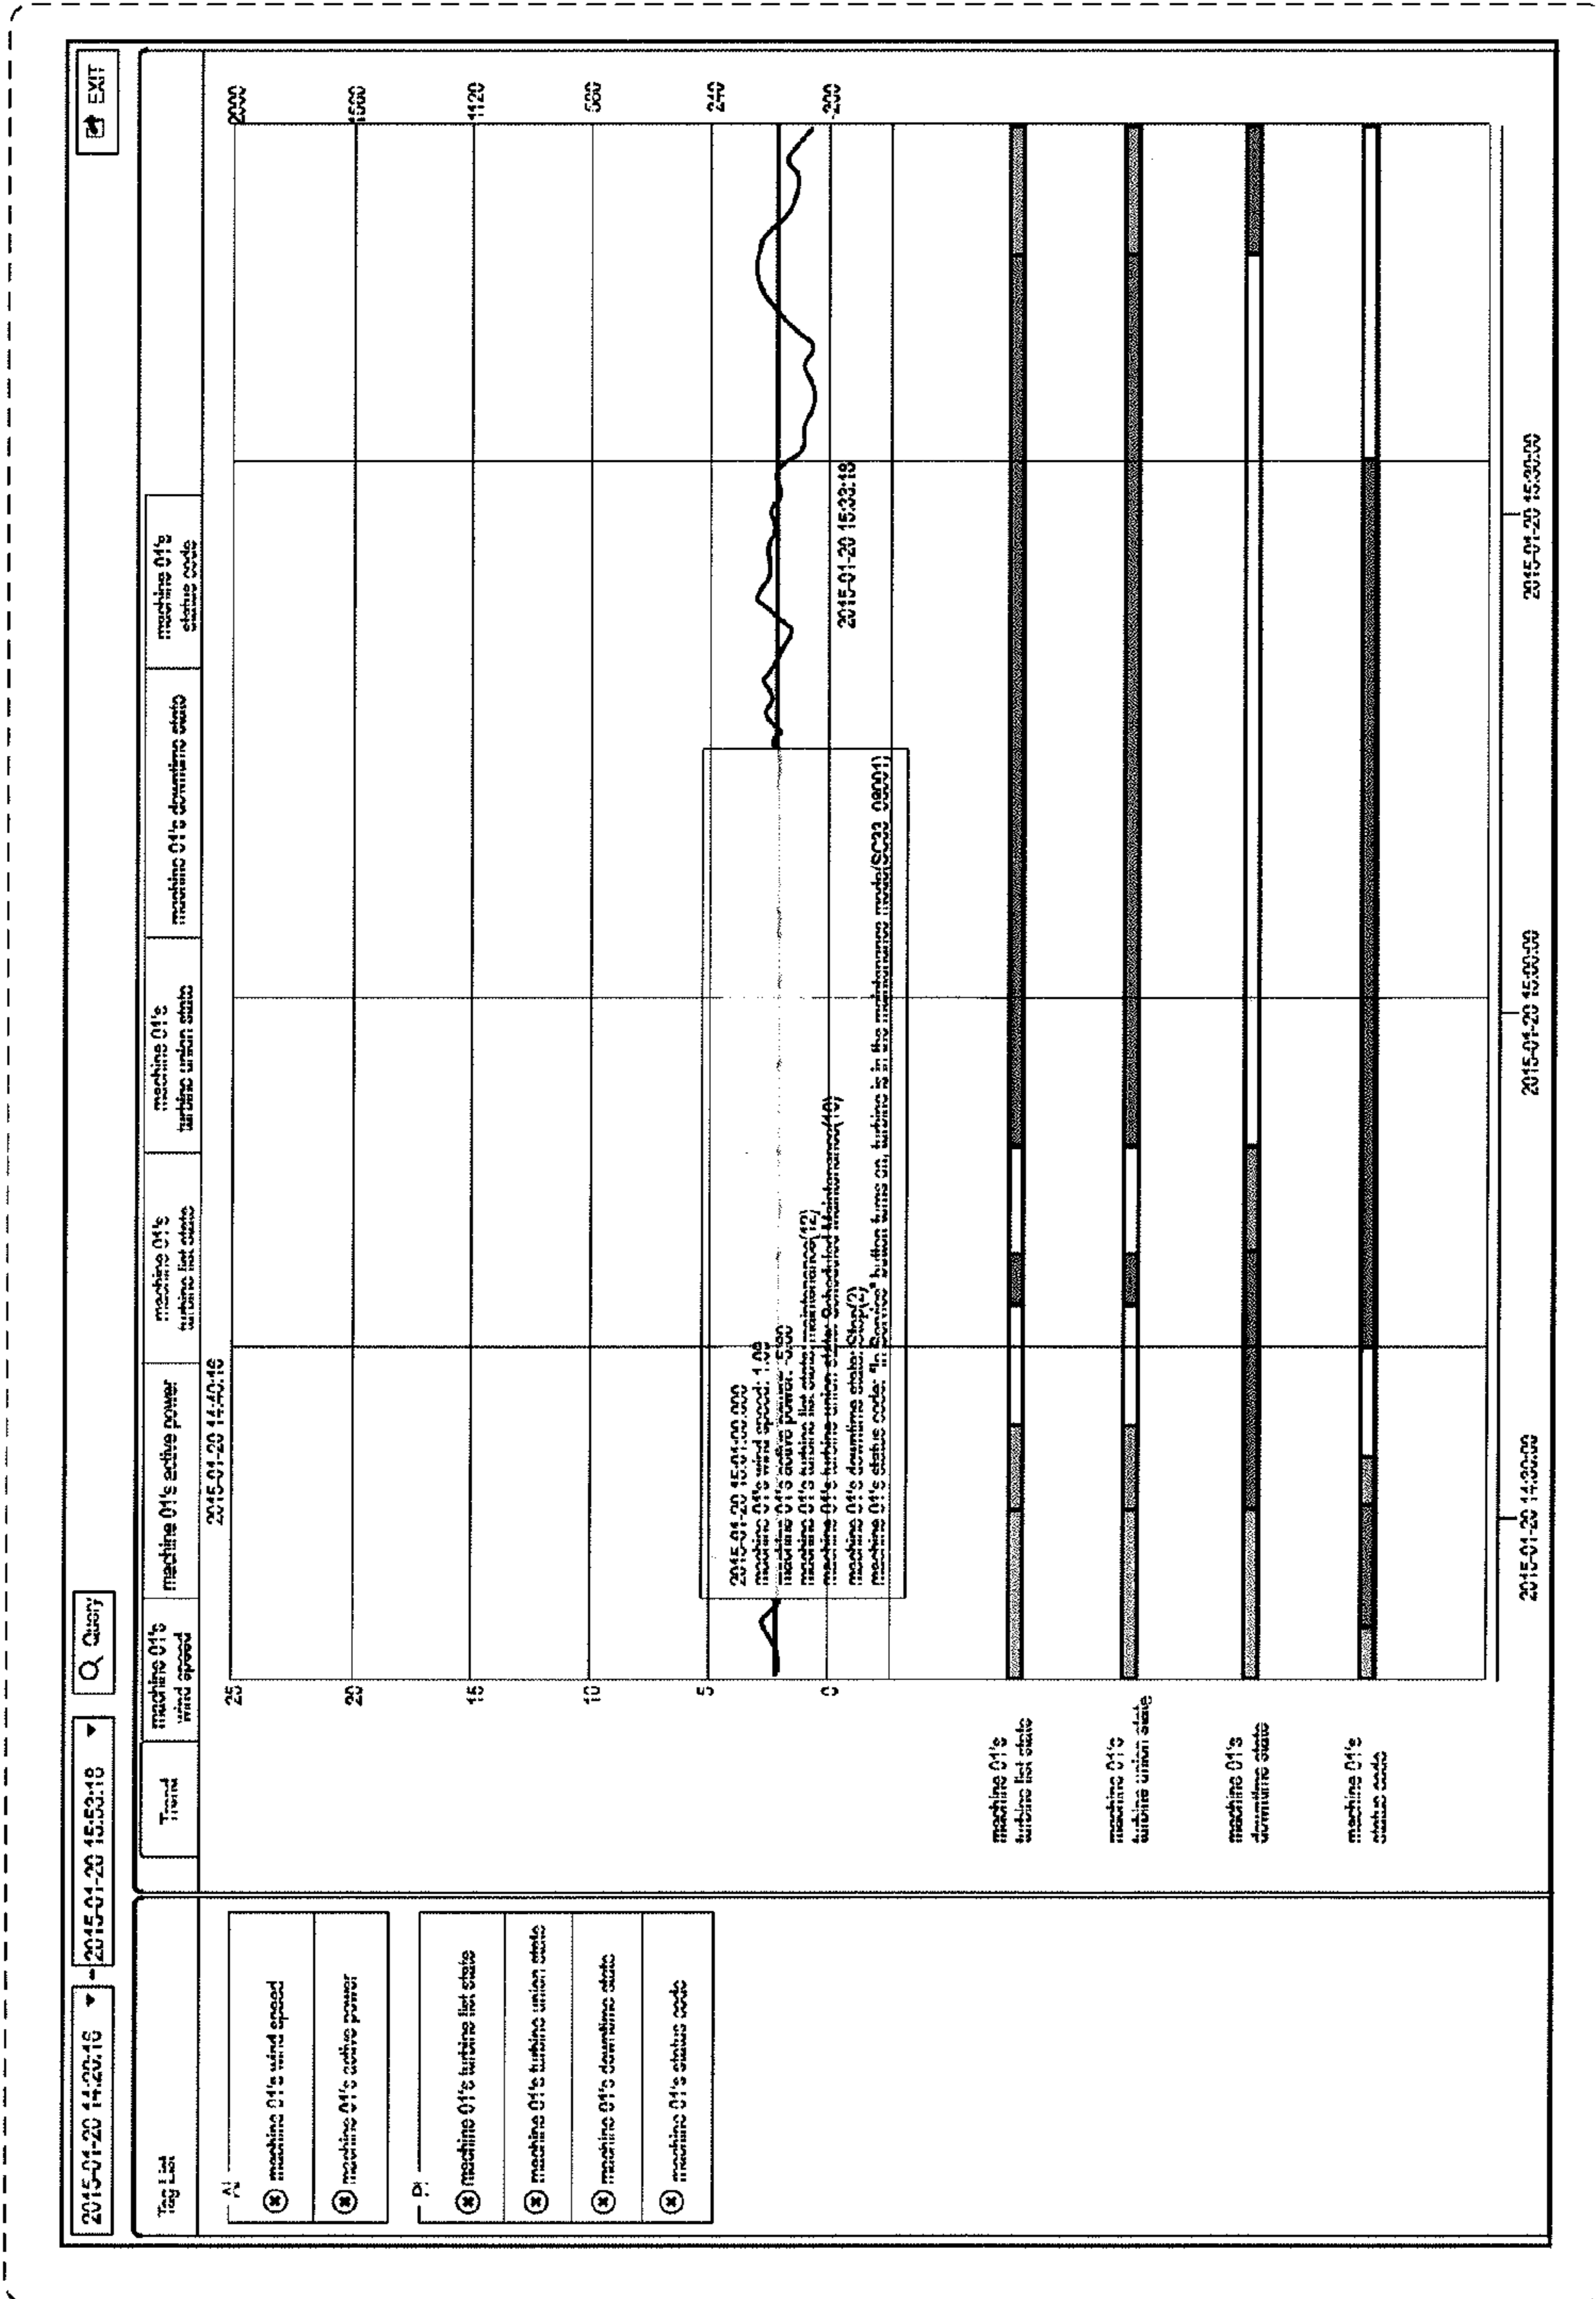 2015-01-20 14:20:16
-
2015-01-20 15:53:18
Query
EXIT
Tag List
AI
machine 01's wind speed
machine 01's active power
DI
machine 01's turbine list state
machine 01's turbine union state
machine 01's downtime state
machine 01's status code
Trend
machine 01's
wind speed
machine 01's active power
machine 01's
turbine list state
machine 01's
turbine union state
machine 01's downtime state
machine 01's
status code
2015-01-20 14:40:16
25
2000
20
15
1120
10
5
240
0
-200
2015-01-20 15:01:00.000
machine 01's wind speed: 1.09
machine 01's active power:
machine 01's turbine list state: maintenance(12)
machine 01's turbine union state: Scheduled Maintenance(10)
machine 01's downtime state: Stop(2)
machine 01's status code: "In Service" button turns on, turbine is in the maintenance mode(SC33_09001)
2015-01-20 15:33:18
machine 01's
turbine list state
machine 01's
turbine union state
machine 01's
downtime state
machine 01's
status code
2015-01-20 14:30:00
2015-01-20 15:00:00
2015-01-20 15:30:00